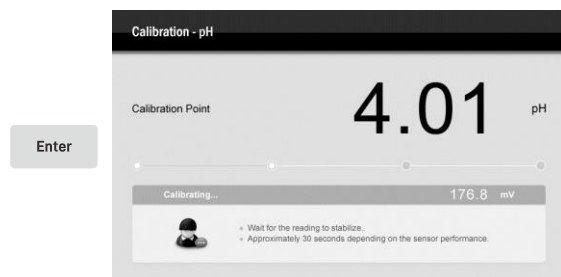 Calibration - pH
Calibration Point 4.01 pH
Enter
Calibrating... 176.8 mV
Wait for the reading to stabilize.
Approximately 30 seconds depending on the sensor performance.